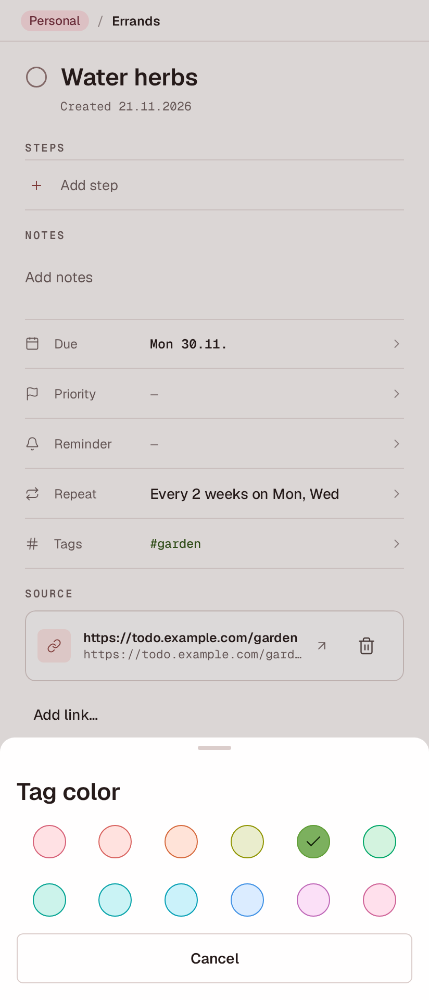 Personal / Errands
Water herbs
Created 21.11.2026
STEPS
Add step
NOTES
Add notes
Due Mon 30.11.
Priority –
Reminder –
Repeat Every 2 weeks on Mon, Wed
Tags #garden
SOURCE
https://todo.example.com/garden
https://todo.example.com/gard…
Add link…
Tag color
Cancel